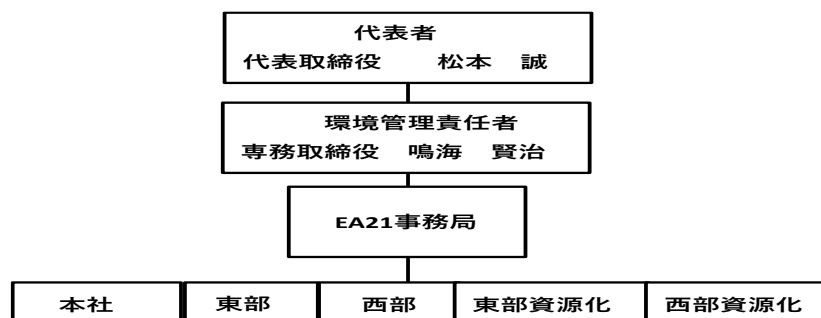 代表者
代表取締役　　松本　誠
環境管理責任者
専務取締役　鳴海　賢治
EA21事務局
本社　東部　西部　東部資源化　西部資源化